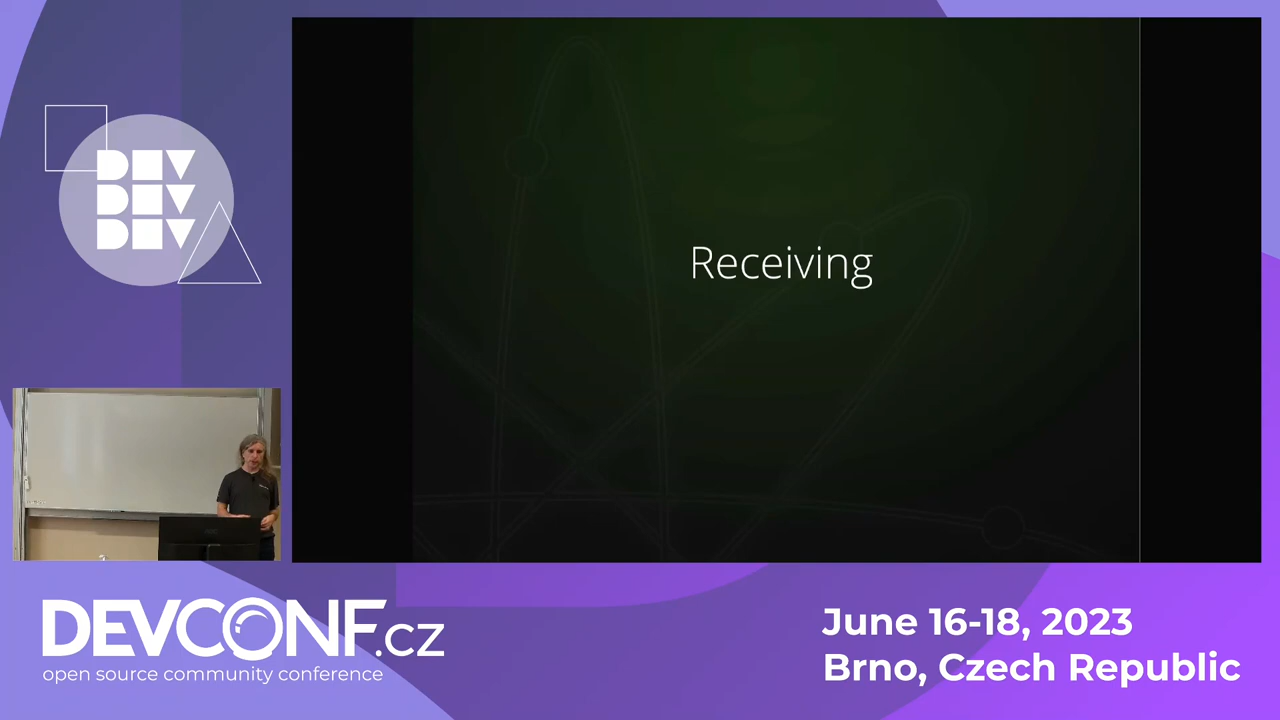 DEV
DEV
DEV
Receiving
DEVCONF.cz
open source community conference
June 16-18, 2023
Brno, Czech Republic